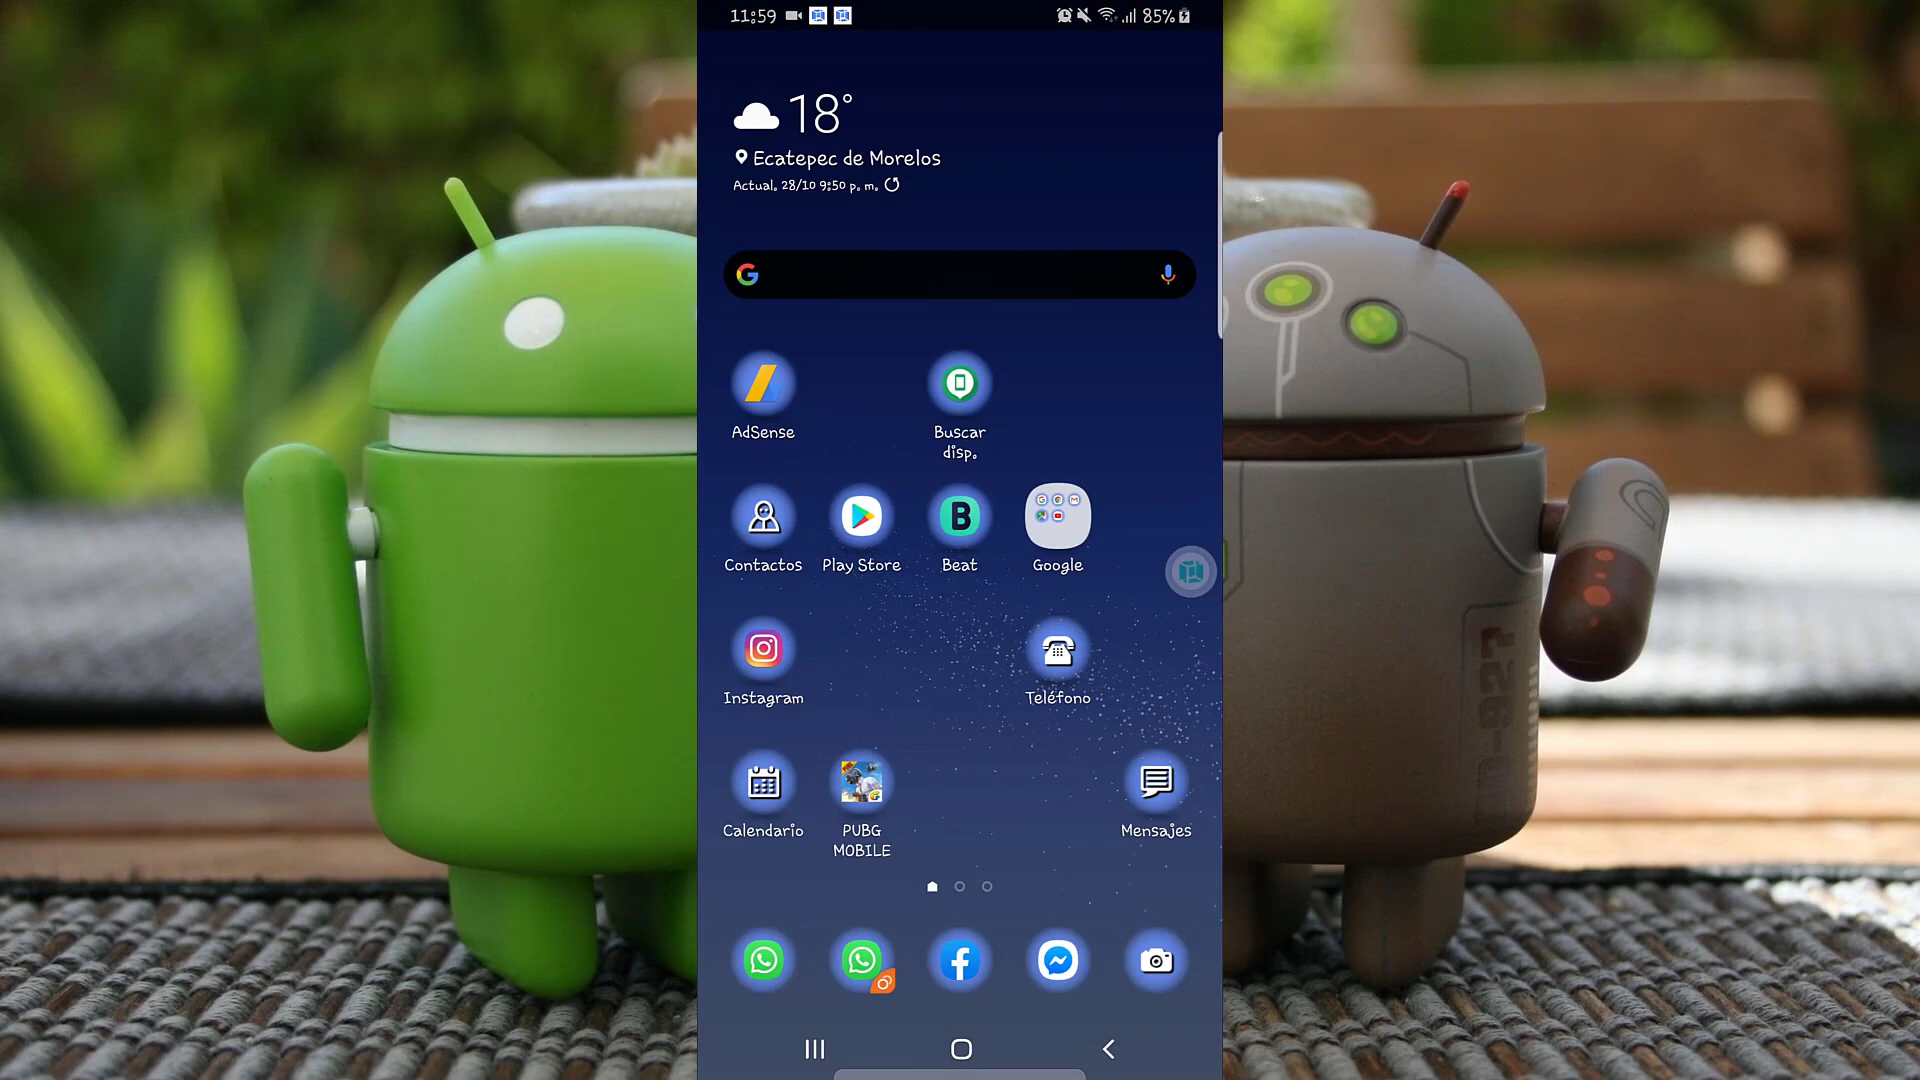 11:59
85%
18°
Ecatepec de Morelos
Actual. 28/10 9:50 p. m.
AdSense
Buscar
disp.
Contactos
Play Store
Beat
Google
Instagram
Teléfono
Calendario
PUBG
MOBILE
Mensajes